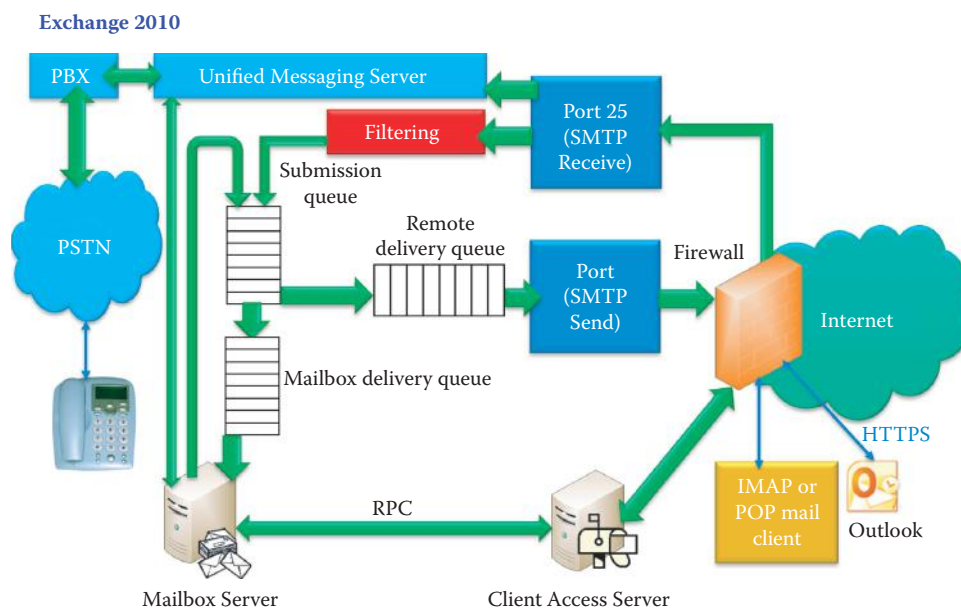 Exchange 2010
PBX
Unified Messaging Server
Port 25
(SMTP
Receive)
Filtering
Submission
queue
PSTN
Remote
delivery queue
Port
(SMTP
Send)
Firewall
Internet
Mailbox delivery queue
HTTPS
RPC
IMAP or
POP mail
client
Outlook
Mailbox Server
Client Access Server